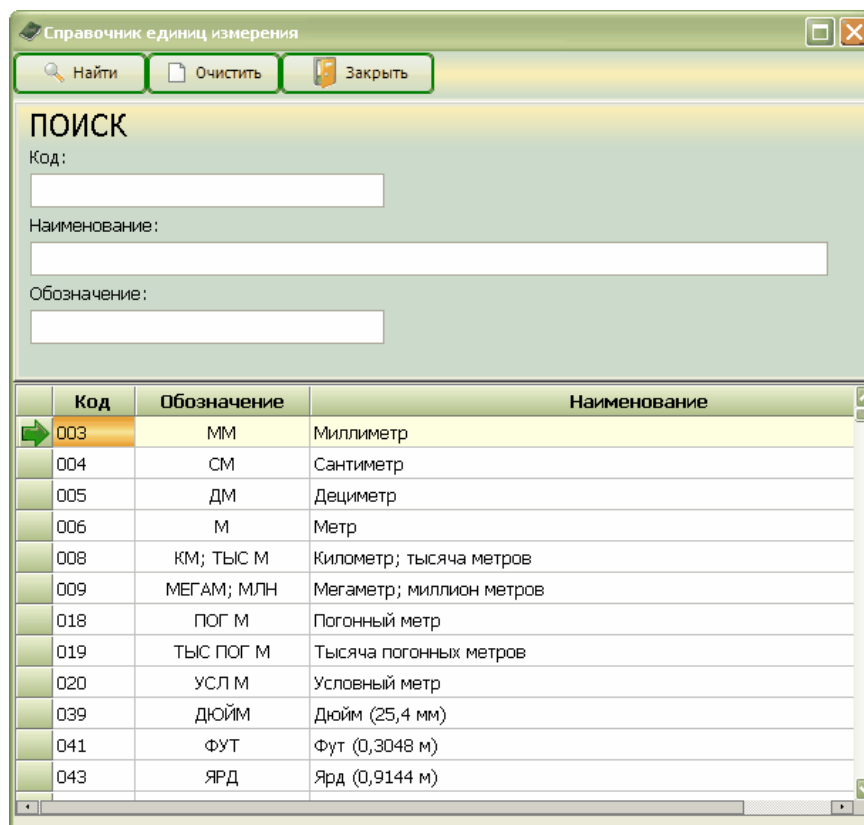 Справочник единиц измерения
Найти Очистить Закрыть
ПОИСК
Код:
Наименование:
Обозначение:
Код Обозначение Наименование
003 ММ Миллиметр
004 СМ Сантиметр
005 ДМ Дециметр
006 М Метр
008 КМ; ТЫС М Километр; тысяча метров
009 МЕГАМ; МЛН Мегаметр; миллион метров
018 ПОГ М Погонный метр
019 ТЫС ПОГ М Тысяча погонных метров
020 УСЛ М Условный метр
039 ДЮЙМ Дюйм (25,4 мм)
041 ФУТ Фут (0,3048 м)
043 ЯРД Ярд (0,9144 м)